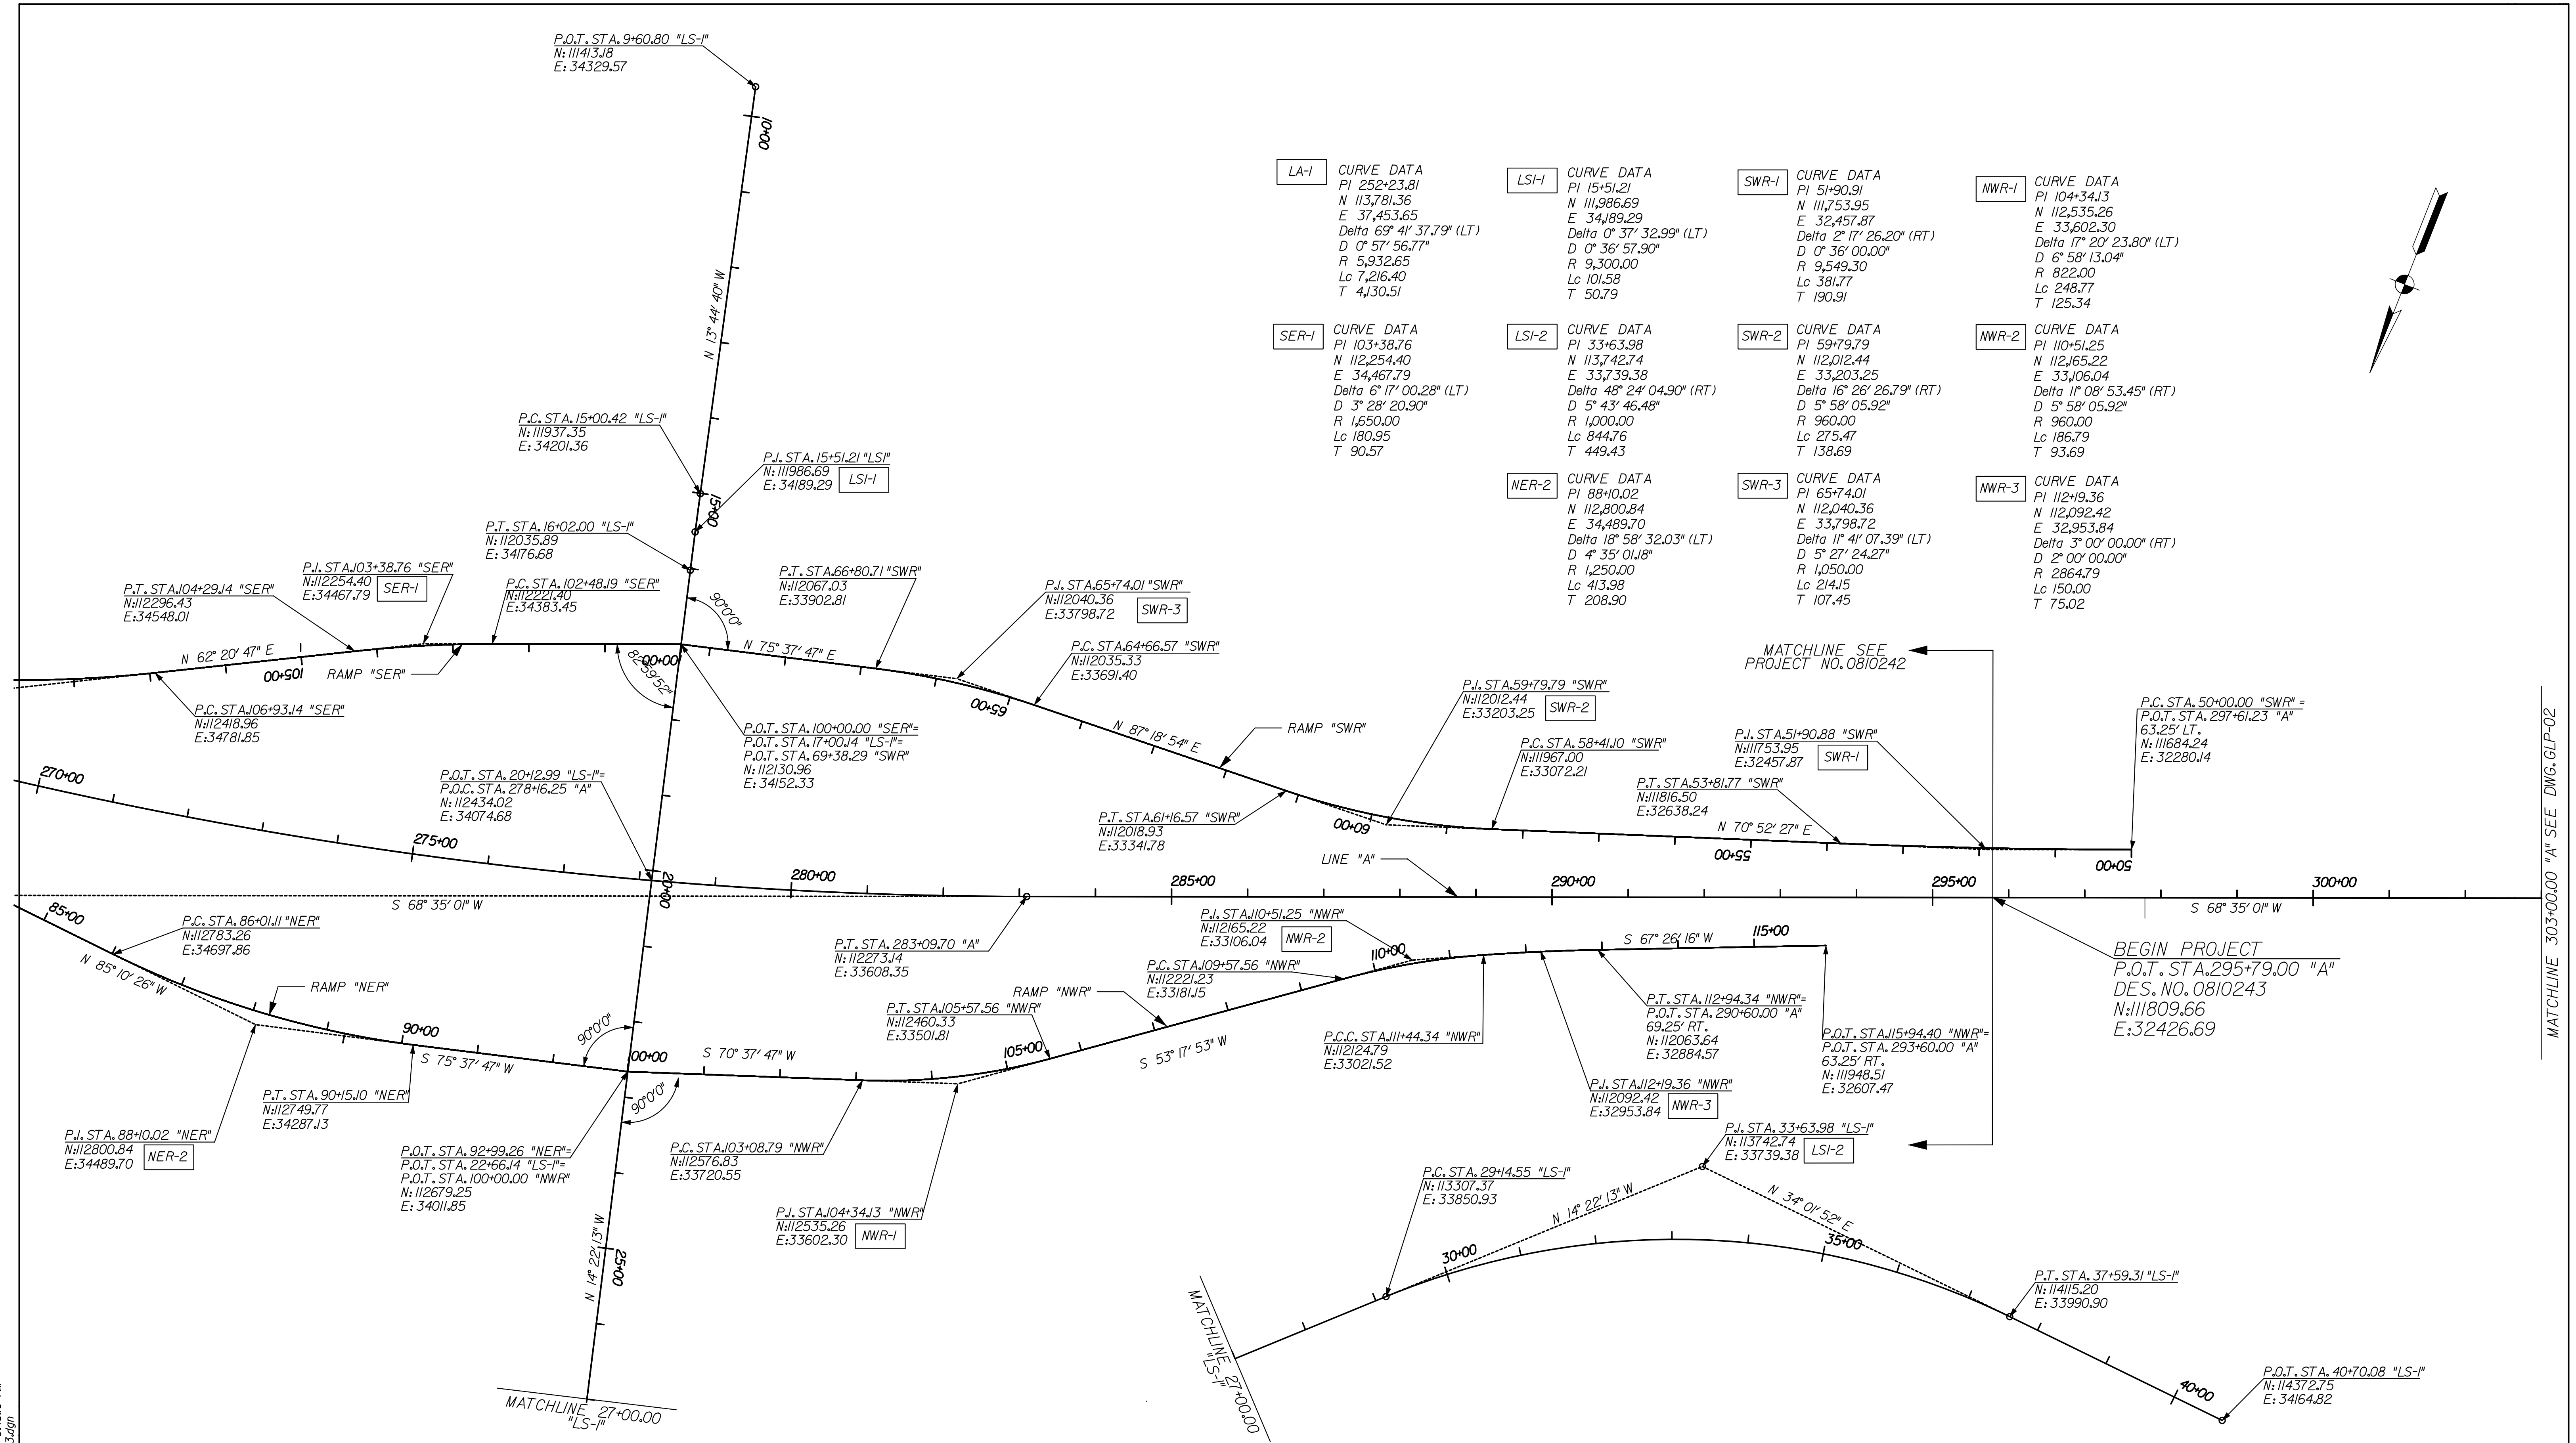 P.O.T. STA. 9+60.80 "LS-1"
N: 111413.18
E: 34329.57
10+00
N 13° 44' 40" W
P.C. STA. 15+00.42 "LS-1"
N: 111937.35
E: 34201.36
P.I. STA. 15+51.21 "LS1"
N: 111986.69
E: 34189.29
LS1-1
15+00
P.T. STA. 16+02.00 "LS-1"
N: 112035.89
E: 34176.68
LA-1
CURVE DATA
PI 252+23.81
N 113,781.36
E 37,453.65
Delta 69° 41' 37.79" (LT)
D 0° 57' 56.77"
R 5,932.65
Lc 7,216.40
T 4,130.51
LS1-1
CURVE DATA
PI 15+51.21
N 111,986.69
E 34,189.29
Delta 0° 37' 32.99" (LT)
D 0° 36' 57.90"
R 9,300.00
Lc 101.58
T 50.79
SWR-1
CURVE DATA
PI 51+90.91
N 111,753.95
E 32,457.87
Delta 2° 17' 26.20" (RT)
D 0° 36' 00.00"
R 9,549.30
Lc 381.77
T 190.91
NWR-1
CURVE DATA
PI 104+34.13
N 112,535.26
E 33,602.30
Delta 17° 20' 23.80" (LT)
D 6° 58' 13.04"
R 822.00
Lc 248.77
T 125.34
SER-1
CURVE DATA
PI 103+38.76
N 112,254.40
E 34,467.79
Delta 6° 17' 00.28" (LT)
D 3° 28' 20.90"
R 1,650.00
Lc 180.95
T 90.57
LS1-2
CURVE DATA
PI 33+63.98
N 113,742.74
E 33,739.38
Delta 48° 24' 04.90" (RT)
D 5° 43' 46.48"
R 1,000.00
Lc 844.76
T 449.43
SWR-2
CURVE DATA
PI 59+79.79
N 112,012.44
E 33,203.25
Delta 16° 26' 26.79" (RT)
D 5° 58' 05.92"
R 960.00
Lc 275.47
T 138.69
NWR-2
CURVE DATA
PI 110+51.25
N 112,165.22
E 33,106.04
Delta 11° 08' 53.45" (RT)
D 5° 58' 05.92"
R 960.00
Lc 186.79
T 93.69
NER-2
CURVE DATA
PI 88+10.02
N 112,800.84
E 34,489.70
Delta 18° 58' 32.03" (LT)
D 4° 35' 01.18"
R 1,250.00
Lc 413.98
T 208.90
SWR-3
CURVE DATA
PI 65+74.01
N 112,040.36
E 33,798.72
Delta 11° 41' 07.39" (LT)
D 5° 27' 24.27"
R 1,050.00
Lc 214.15
T 107.45
NWR-3
CURVE DATA
PI 112+19.36
N 112,092.42
E 32,953.84
Delta 3° 00' 00.00" (RT)
D 2° 00' 00.00"
R 2864.79
Lc 150.00
T 75.02
P.T. STA. 104+29.14 "SER"
N:112296.43
E:34548.01
P.I. STA. 103+38.76 "SER"
N:112254.40
E:34467.79
SER-1
P.C. STA. 102+48.19 "SER"
N:112221.40
E:34383.45
N 62° 20' 47" E
105+00
RAMP "SER"
P.C. STA. 106+93.14 "SER"
N:112418.96
E:34781.85
100+00
82°59'52"
90°0'0"
N 75° 37' 47" E
P.T. STA. 66+80.71 "SWR"
N:112067.03
E:33902.81
P.I. STA. 65+74.01 "SWR"
N:112040.36
E:33798.72
SWR-3
P.C. STA. 64+66.57 "SWR"
N:112035.33
E:33691.40
65+00
P.O.T. STA. 100+00.00 "SER"=
P.O.T. STA. 17+00.14 "LS-1"=
P.O.T. STA. 69+38.29 "SWR"
N: 112130.96
E: 34152.33
N 87° 18' 54" E
RAMP "SWR"
P.I. STA. 59+79.79 "SWR"
N:112012.44
E:33203.25
SWR-2
P.C. STA. 58+41.10 "SWR"
N:111967.00
E:33072.21
MATCHLINE SEE
PROJECT NO. 0810242
P.I. STA. 51+90.88 "SWR"
N:111753.95
E:32457.87
SWR-1
P.T. STA. 53+81.77 "SWR"
N:111816.50
E:32638.24
P.C. STA. 50+00.00 "SWR" =
P.O.T. STA. 297+61.23 "A"
63.25' LT.
N: 111684.24
E: 32280.14
P.T. STA. 61+16.57 "SWR"
N:112018.93
E:33341.78
60+00
N 70° 52' 27" E
55+00
50+00
MATCHLINE 303+00.00 "A" SEE DWG. GLP-02
270+00
P.O.T. STA. 20+12.99 "LS-1"=
P.O.C. STA. 278+16.25 "A"
N: 112434.02
E: 34074.68
275+00
20+00
280+00
LINE "A"
285+00
290+00
295+00
300+00
S 68° 35' 01" W
S 68° 35' 01" W
85+00
P.C. STA. 86+01.11 "NER"
N:112783.26
E:34697.86
N 85° 10' 26" W
RAMP "NER"
P.T. STA. 283+09.70 "A"
N:112273.14
E:33608.35
P.I. STA. 110+51.25 "NWR"
N:112165.22
E:33106.04
NWR-2
110+00
S 67° 26' 16" W
115+00
P.C. STA. 109+57.56 "NWR"
N:112221.23
E:33181.15
RAMP "NWR"
BEGIN PROJECT
P.O.T. STA.295+79.00 "A"
DES. NO. 0810243
N:111809.66
E:32426.69
P.T. STA. 105+57.56 "NWR"
N:112460.33
E:33501.81
105+00
S 53° 17' 53" W
P.C.C. STA. 111+44.34 "NWR"
N:112124.79
E:33021.52
P.T. STA. 112+94.34 "NWR"=
P.O.T. STA. 290+60.00 "A"
69.25' RT.
N: 112063.64
E: 32884.57
P.O.T. STA. 115+94.40 "NWR"=
P.O.T. STA. 293+60.00 "A"
63.25' RT.
N: 111948.51
E: 32607.47
90+00
S 75° 37' 47" W
90°0'0"
100+00
S 70° 37' 47" W
90°0'0"
P.T. STA. 90+15.10 "NER"
N:112749.77
E:34287.13
P.I. STA. 88+10.02 "NER"
N:112800.84
E:34489.70
NER-2
P.O.T. STA. 92+99.26 "NER"=
P.O.T. STA. 22+66.14 "LS-1"=
P.O.T. STA. 100+00.00 "NWR"
N: 112679.25
E: 34011.85
P.C. STA. 103+08.79 "NWR"
N:112576.83
E:33720.55
P.I. STA. 104+34.13 "NWR"
N:112535.26
E:33602.30
NWR-1
P.I. STA. 112+19.36 "NWR"
N:112092.42
E:32953.84
NWR-3
P.I. STA. 33+63.98 "LS-1"
N: 113742.74
E: 33739.38
LS1-2
P.C. STA. 29+14.55 "LS-1"
N: 113307.37
E: 33850.93
N 14° 22' 13" W
N 34° 01' 52" E
30+00
35+00
P.T. STA. 37+59.31 "LS-1"
N: 114115.20
E: 33990.90
N 14° 22' 13" W
25+00
MATCHLINE 27+00.00
"LS-1"
MATCHLINE 27+00.00
"LS-1"
40+00
P.O.T. STA. 40+70.08 "LS-1"
N: 114372.75
E: 34164.82
3.dgn